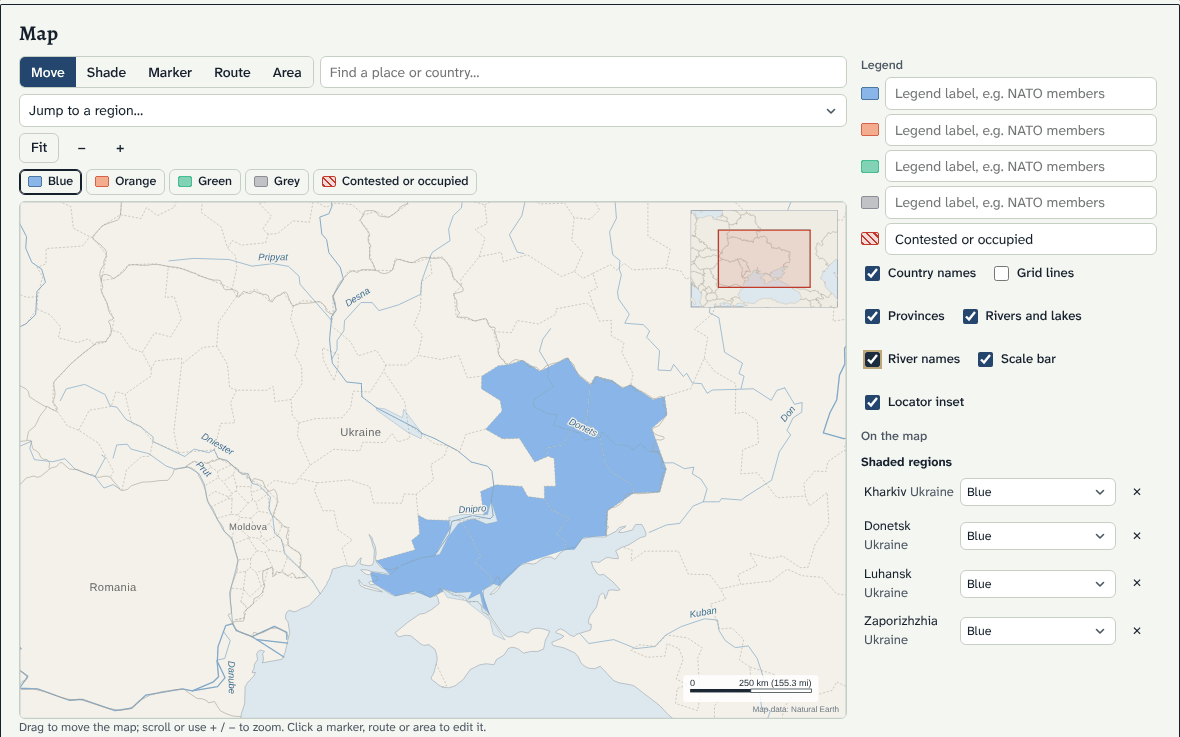 Map
Move Shade Marker Route Area Find a place or country...
Jump to a region...
Fit − +
Blue Orange Green Grey Contested or occupied
Pripyat
Desna
Donets
Ukraine
Don
Dniester
Prut
Dnipro
Moldova
Romania
Kuban
Danube
0 250 km (155.3 mi)
Map data: Natural Earth
Drag to move the map; scroll or use + / − to zoom. Click a marker, route or area to edit it.
Legend
Legend label, e.g. NATO members
Legend label, e.g. NATO members
Legend label, e.g. NATO members
Legend label, e.g. NATO members
Contested or occupied
Country names Grid lines
Provinces Rivers and lakes
River names Scale bar
Locator inset
On the map
Shaded regions
Kharkiv Ukraine Blue ×
Donetsk
Ukraine Blue ×
Luhansk
Ukraine Blue ×
Zaporizhzhia
Ukraine Blue ×